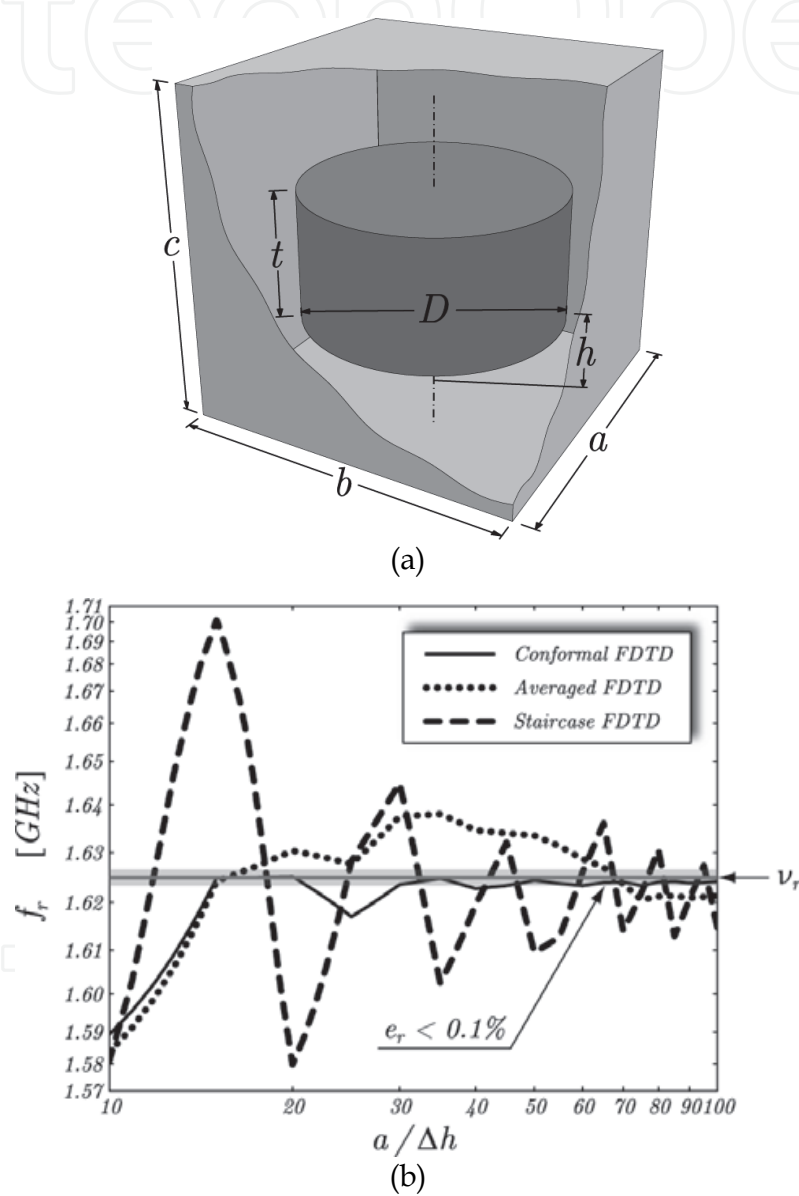 c
t
D
h
a
b
(a)
1.71
1.70
1.69
1.68
1.67
1.66
1.65
1.64
1.63
1.62
1.61
1.60
1.59
1.58
1.57
f_r [GHz]
Conformal FDTD
Averaged FDTD
Staircase FDTD
ν_r
e_r < 0.1%
10 20 30 40 50 60 70 80 90 100
a / Δh
(b)